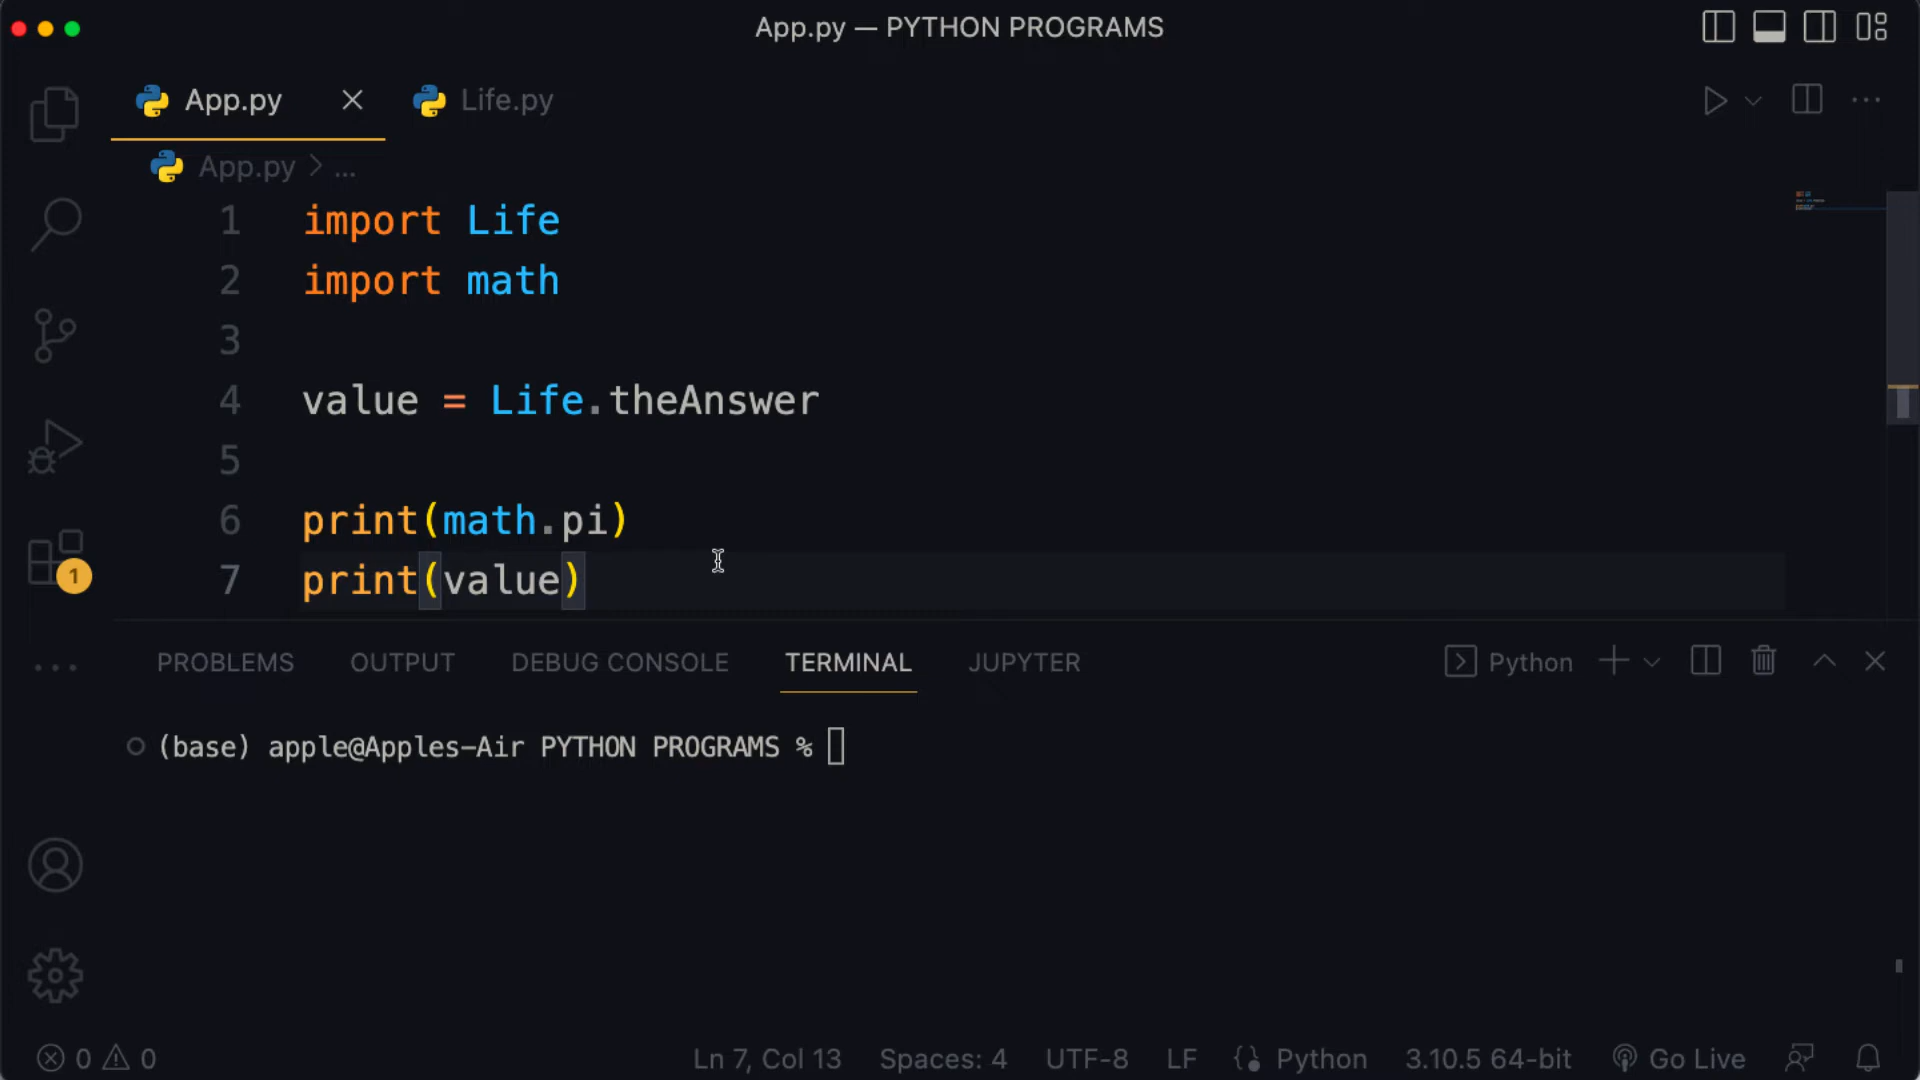 App.py — PYTHON PROGRAMS
App.py Life.py
App.py > ...
1 import Life
2 import math
3
4 value = Life.theAnswer
5
6 print(math.pi)
7 print(value)
1
PROBLEMS OUTPUT DEBUG CONSOLE TERMINAL JUPYTER Python
(base) apple@Apples-Air PYTHON PROGRAMS %
0 0 Ln 7, Col 13 Spaces: 4 UTF-8 LF Python 3.10.5 64-bit Go Live